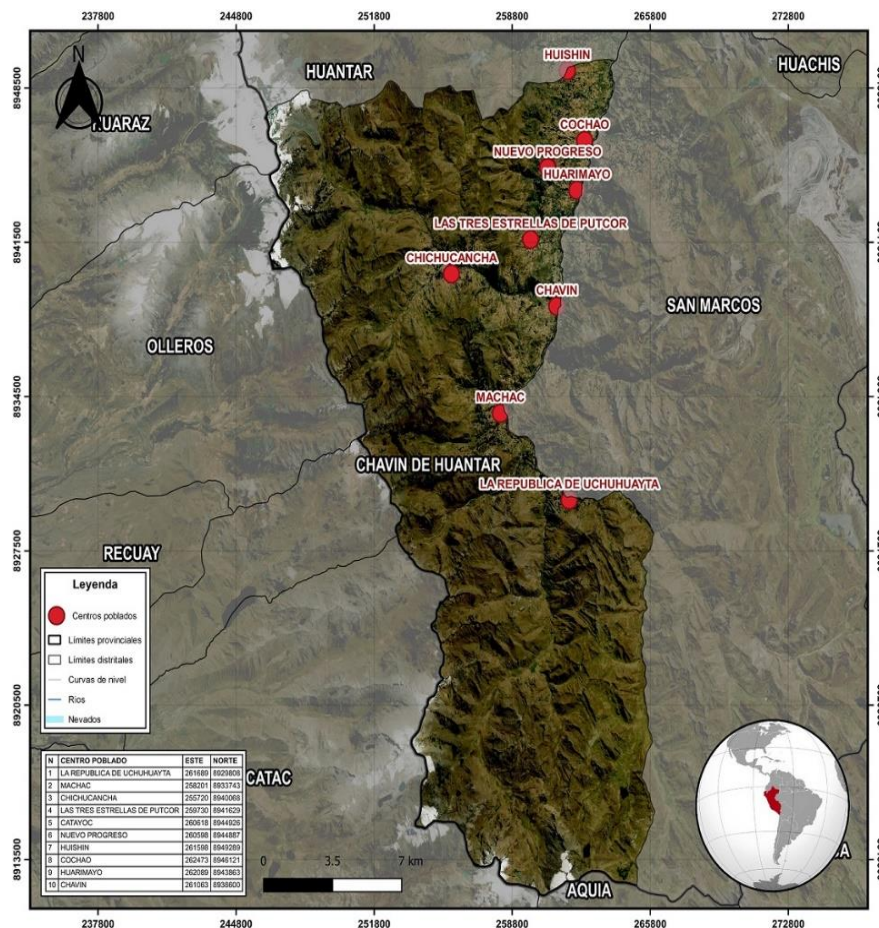 237800 244800 251800 258800 265800 272800
N
HUISHIN
HUANTAR
HUACHIS
8948500
HUARAZ
COCHAO
NUEVO PROGRESO
HUARIMAYO
LAS TRES ESTRELLAS DE PUTCOR
8941500
CHICHUCANCHA
CHAVIN
SAN MARCOS
OLLEROS
8934500
MACHAC
CHAVIN DE HUANTAR
LA REPUBLICA DE UCHUHUAYTA
8927500
RECUAY
Leyenda
Centros poblados
Límites provinciales
Límites distritales
Curvas de nivel
Ríos
Nevados
8920500
N CENTRO POBLADO ESTE NORTE
1 LA REPUBLICA DE UCHUHUAYTA 261689 8929808
2 MACHAC 258201 8933743
3 CHICHUCANCHA 255720 8940068
4 LAS TRES ESTRELLAS DE PUTCOR 259730 8941629
5 CATAYOC 260618 8944926
6 NUEVO PROGRESO 260598 8944887
7 HUISHIN 261598 8949289
8 COCHAO 262473 8946121
9 HUARIMAYO 262089 8943863
10 CHAVIN 261063 8938600
CATAC
8913500
0 3.5 7 km
AQUIA
237800 244800 251800 258800 265800 272800